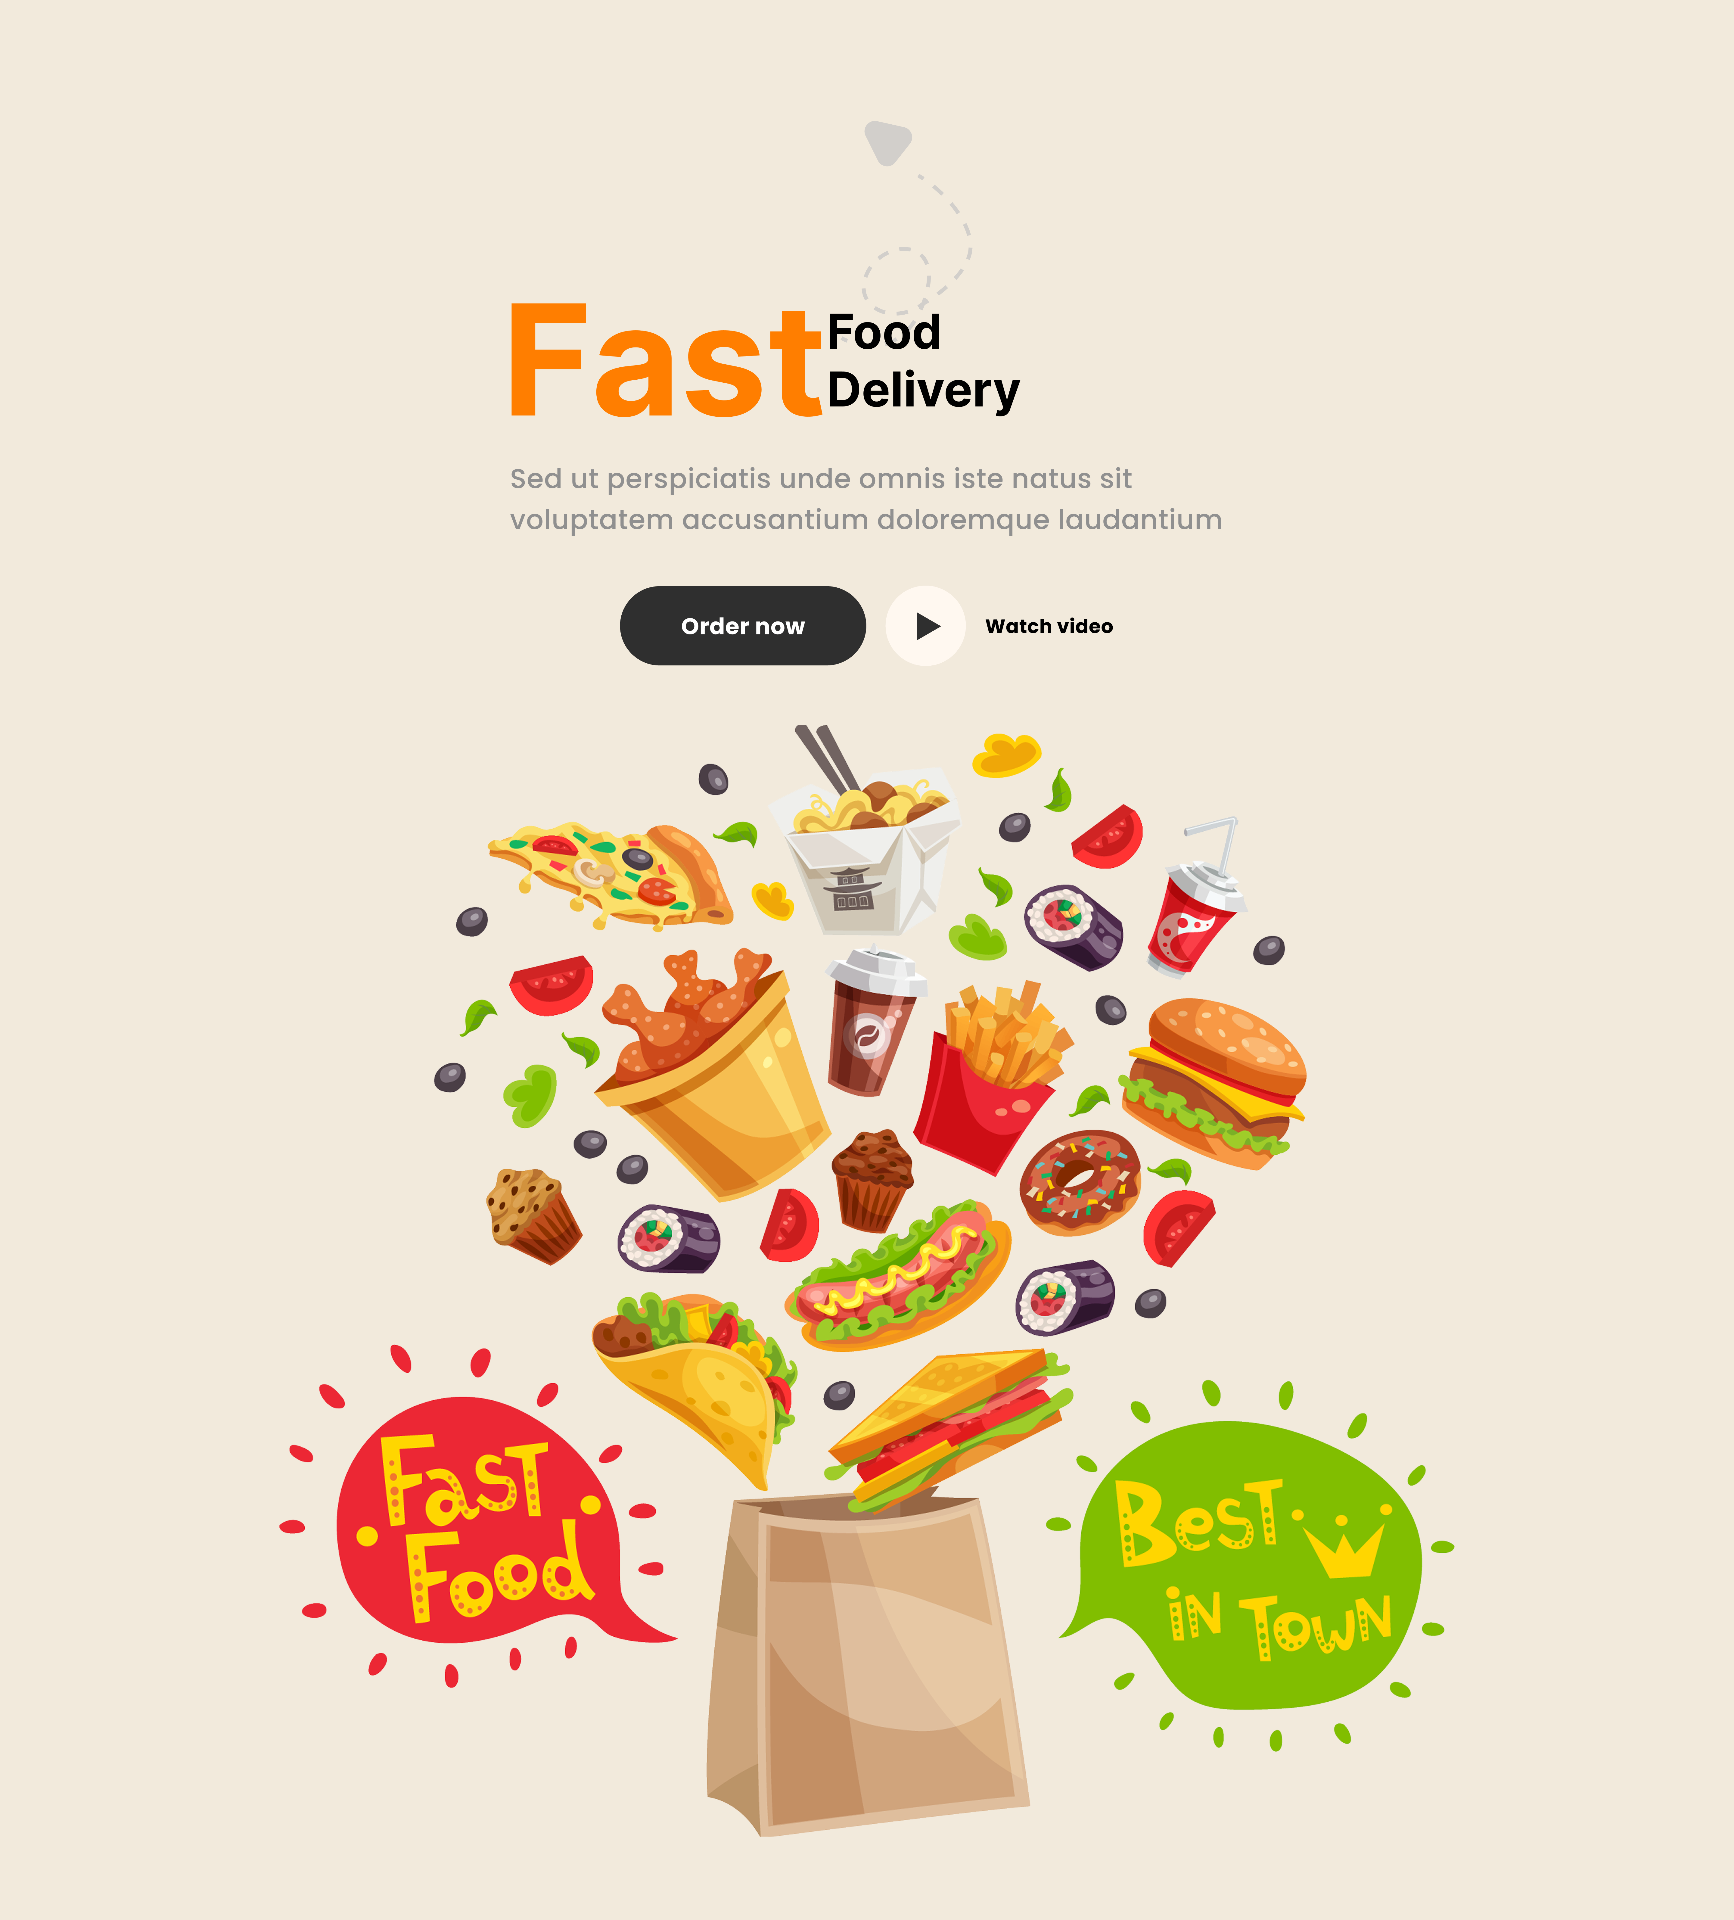 Fast
Food
Delivery
Sed ut perspiciatis unde omnis iste natus sit
voluptatem accusantium doloremque laudantium
Order now
Watch video
FasT
Food
BesT
iN TowN